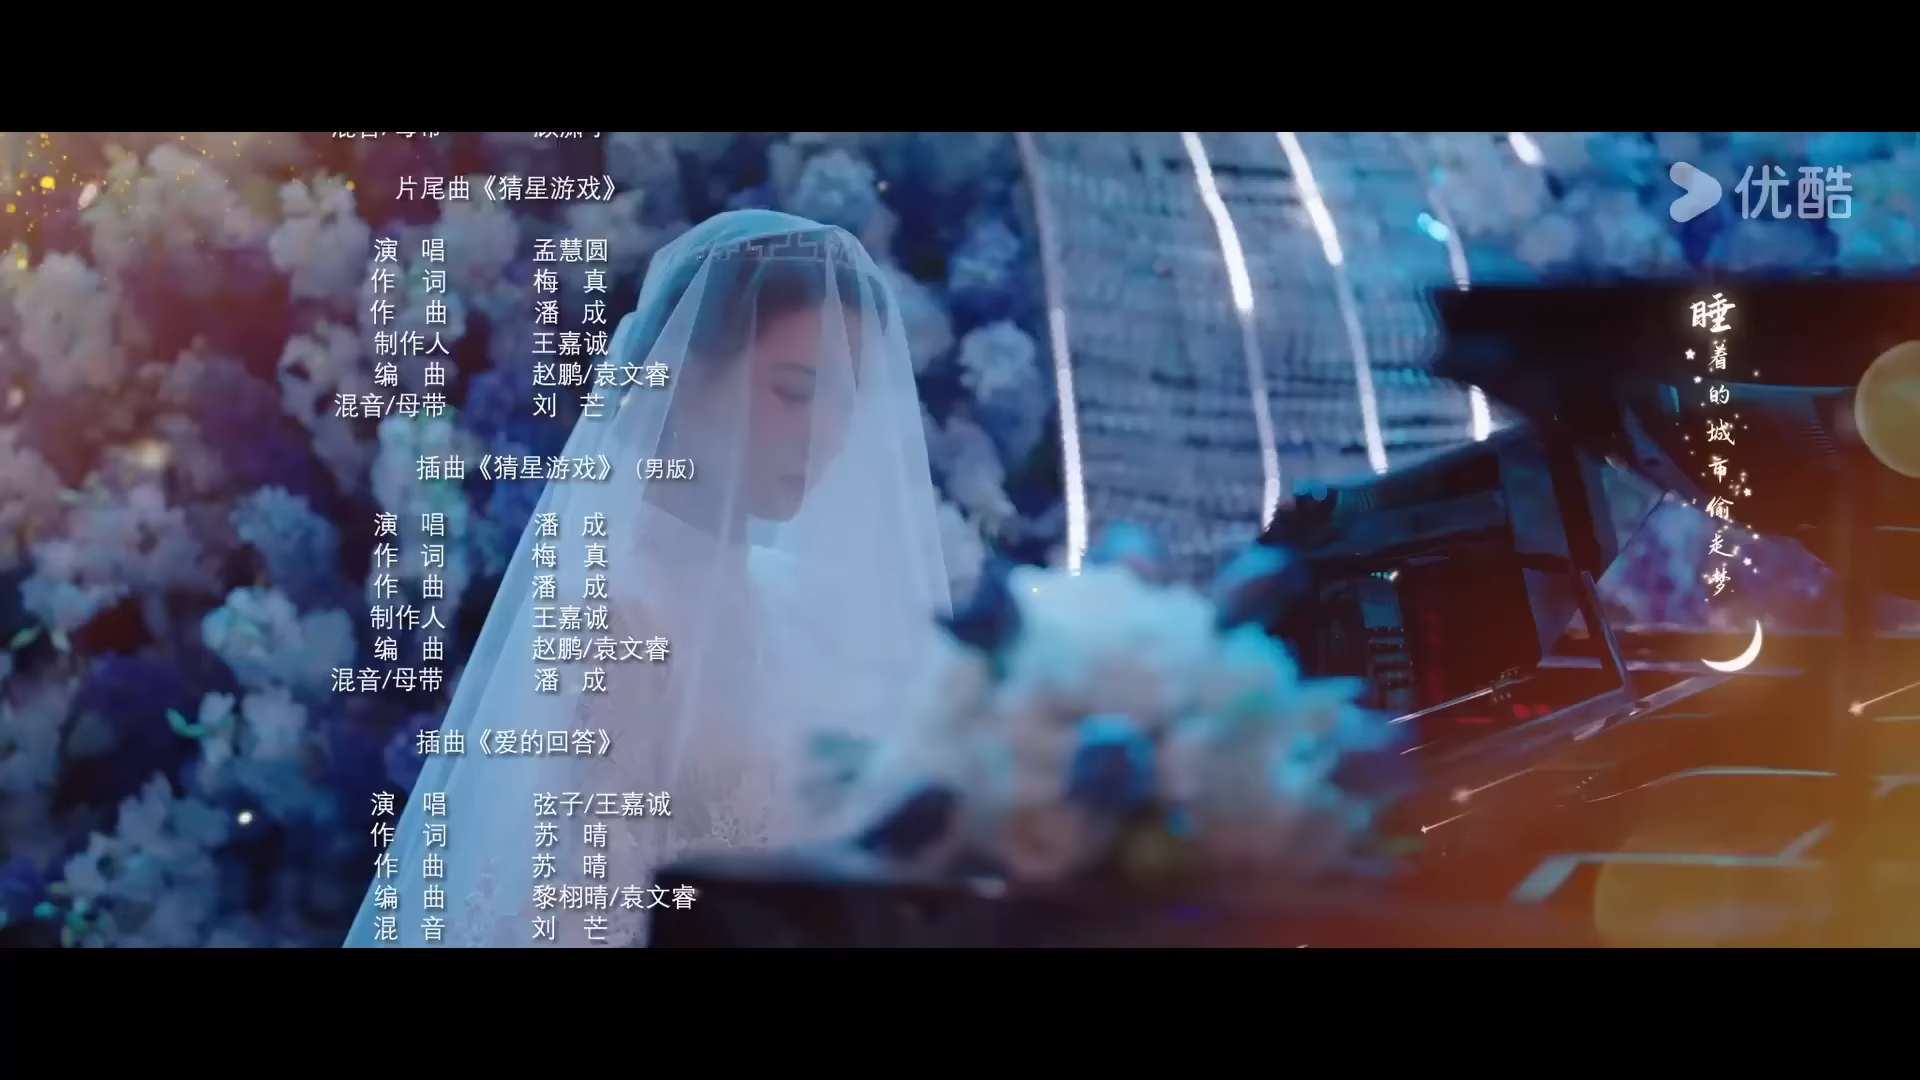 片尾曲《猜星游戏》
演 唱 孟慧圆
作 词 梅 真
作 曲 潘 成
制作人 王嘉诚
编 曲 赵鹏/袁文睿
混音/母带 刘 芒
插曲《猜星游戏》（男版）
演 唱 潘 成
作 词 梅 真
作 曲 潘 成
制作人 王嘉诚
编 曲 赵鹏/袁文睿
混音/母带 潘 成
插曲《爱的回答》
演 唱 弦子/王嘉诚
作 词 苏 晴
作 曲 苏 晴
编 曲 黎栩晴/袁文睿
混 音 刘 芒
优酷
睡着的城市偷走梦